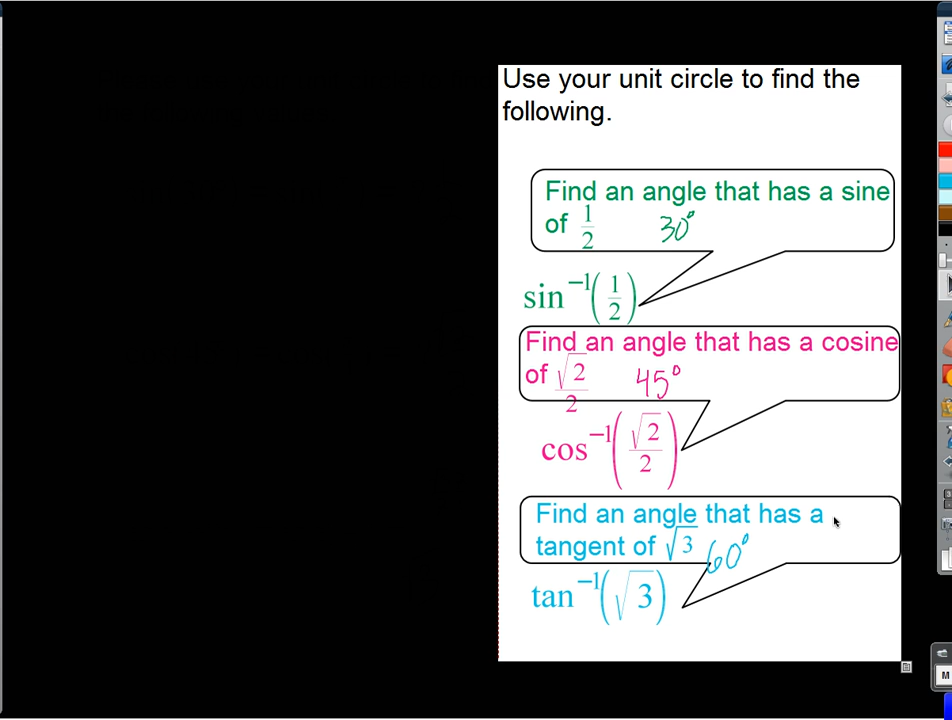 Use your unit circle to find the
following.
Find an angle that has a sine
of 1/2 30°
sin⁻¹(1/2)
Find an angle that has a cosine
of √2/2 45°
cos⁻¹(√2/2)
Find an angle that has a
tangent of √3 60°
tan⁻¹(√3)
M